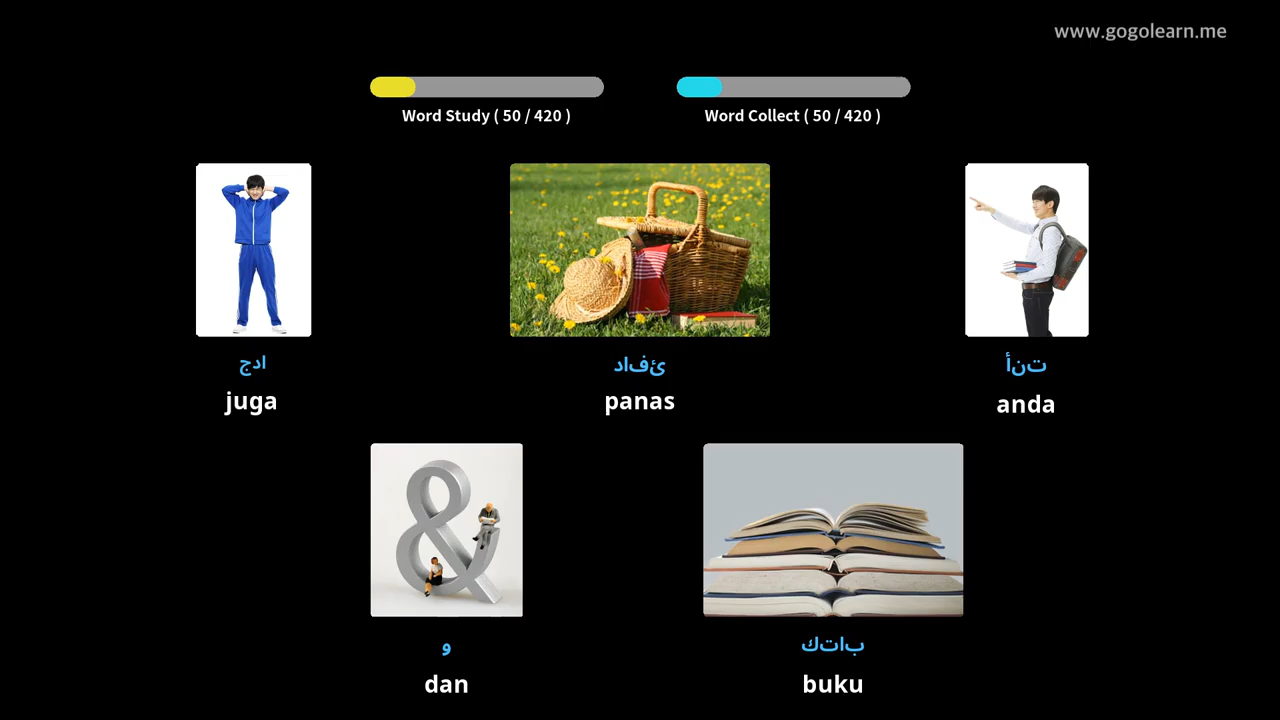 www.gogolearn.me
Word Study ( 50 / 420 )
Word Collect ( 50 / 420 )
ادج
juga
ئفاد
panas
تنأ
anda
و
dan
باتك
buku